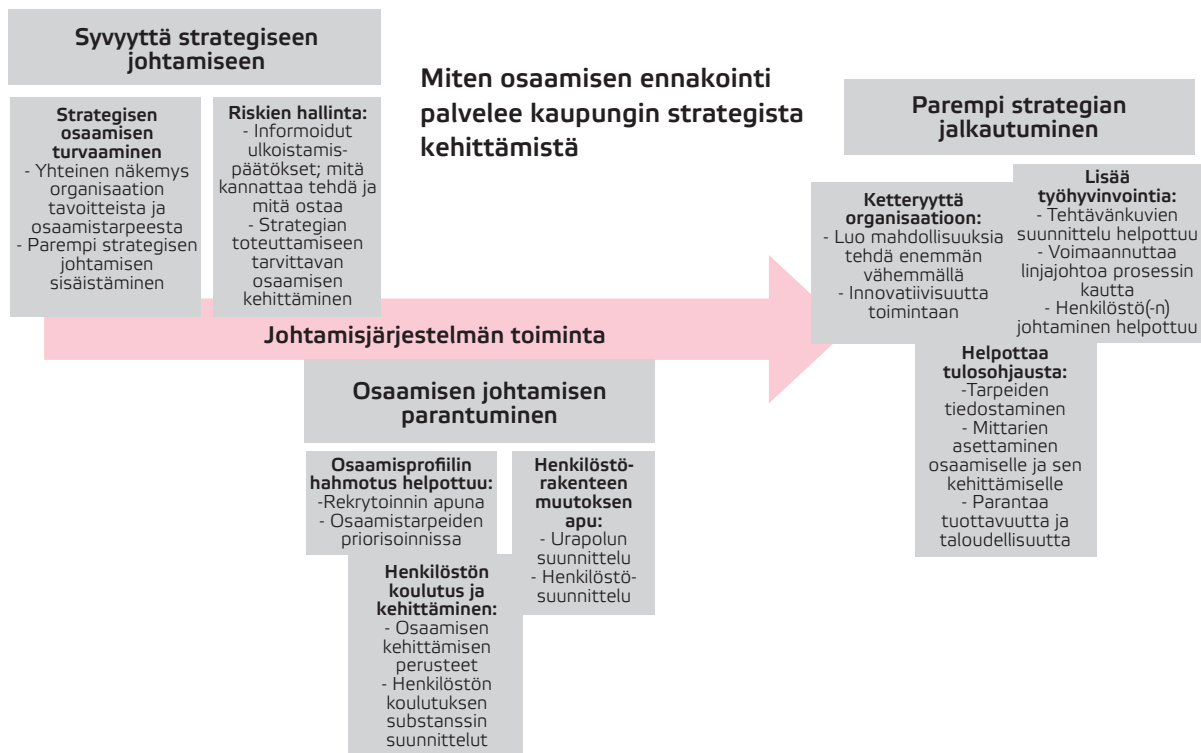 Syvyyttä strategiseen
johtamiseen
Strategisen
osaamisen
turvaaminen
- Yhteinen näkemys
organisaation
tavoitteista ja
osaamistarpeesta
- Parempi strategisen
johtamisen
sisäistäminen
Riskien hallinta:
- Informoidut
ulkoistamis-
päätökset; mitä
kannattaa tehdä ja
mitä ostaa
- Strategian
toteuttamiseen
tarvittavan
osaamisen
kehittäminen
Miten osaamisen ennakointi
palvelee kaupungin strategista
kehittämistä
Parempi strategian
jalkautuminen
Ketteryyttä
organisaatioon:
- Luo mahdollisuuksia
tehdä enemmän
vähemmällä
- Innovatiivisuutta
toimintaan
Lisää
työhyvinvointia:
- Tehtävänkuvien
suunnittelu helpottuu
- Voimaannuttaa
linjajohtoa prosessin
kautta
- Henkilöstö(-n)
johtaminen helpottuu
Helpottaa
tulosohjausta:
-Tarpeiden
tiedostaminen
- Mittarien
asettaminen
osaamiselle ja sen
kehittämiselle
- Parantaa
tuottavuutta ja
taloudellisuutta
Johtamisjärjestelmän toiminta
Osaamisen johtamisen
parantuminen
Osaamisprofiilin
hahmotus helpottuu:
-Rekrytoinnin apuna
- Osaamistarpeiden
priorisoinnissa
Henkilöstö-
rakenteen
muutoksen
apu:
- Urapolun
suunnittelu
- Henkilöstö-
suunnittelu
Henkilöstön
koulutus ja
kehittäminen:
- Osaamisen
kehittämisen
perusteet
- Henkilöstön
koulutuksen
substanssin
suunnittelut